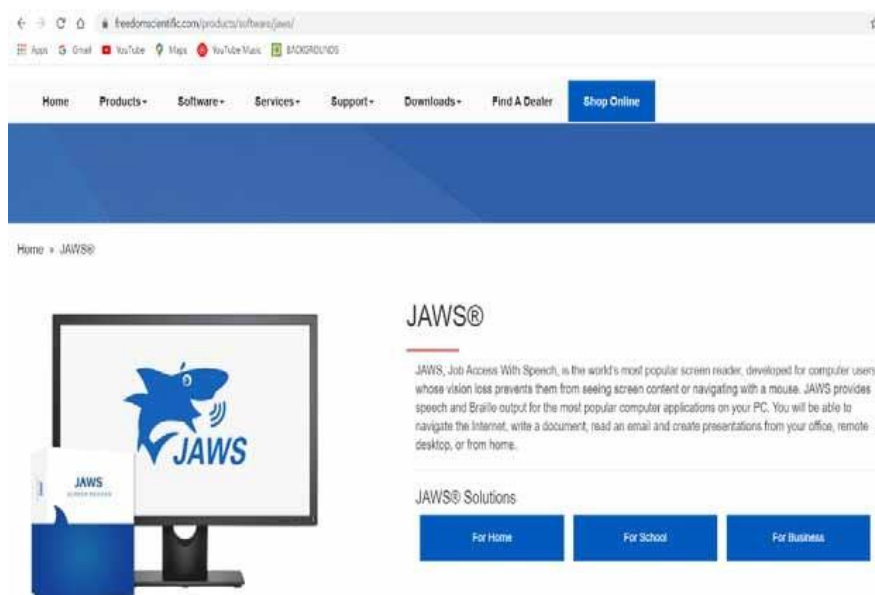 freedomscientific.com/products/software/jaws/
Apps Gmail YouTube Maps YouTube Music BACKGROUNDS
Home Products Software Services Support Downloads Find A Dealer Shop Online
Home » JAWS®
JAWS
JAWS
SCREEN READER
JAWS®
JAWS, Job Access With Speech, is the world's most popular screen reader, developed for computer users
whose vision loss prevents them from seeing screen content or navigating with a mouse. JAWS provides
speech and Braille output for the most popular computer applications on your PC. You will be able to
navigate the Internet, write a document, read an email and create presentations from your office, remote
desktop, or from home.
JAWS® Solutions
For Home For School For Business